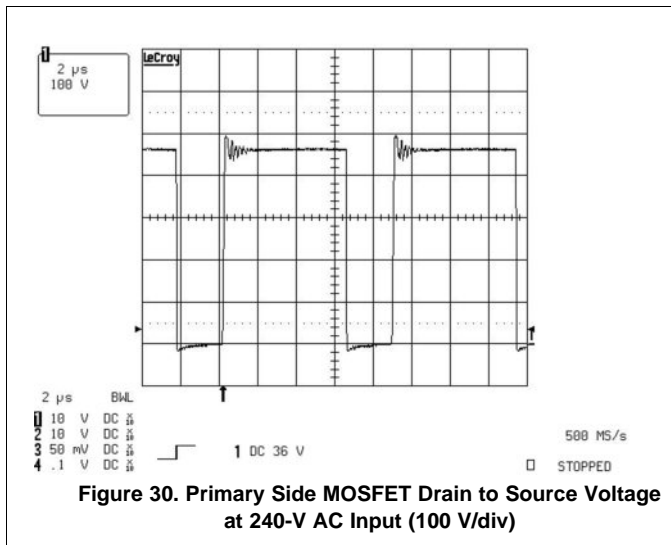 1
2 µs
100 V
LeCroy
2 µs BWL
1 10 V DC
2 10 V DC
3 50 mV DC
4 .1 V DC
1 DC 36 V
500 MS/s
STOPPED
Figure 30. Primary Side MOSFET Drain to Source Voltage
at 240-V AC Input (100 V/div)